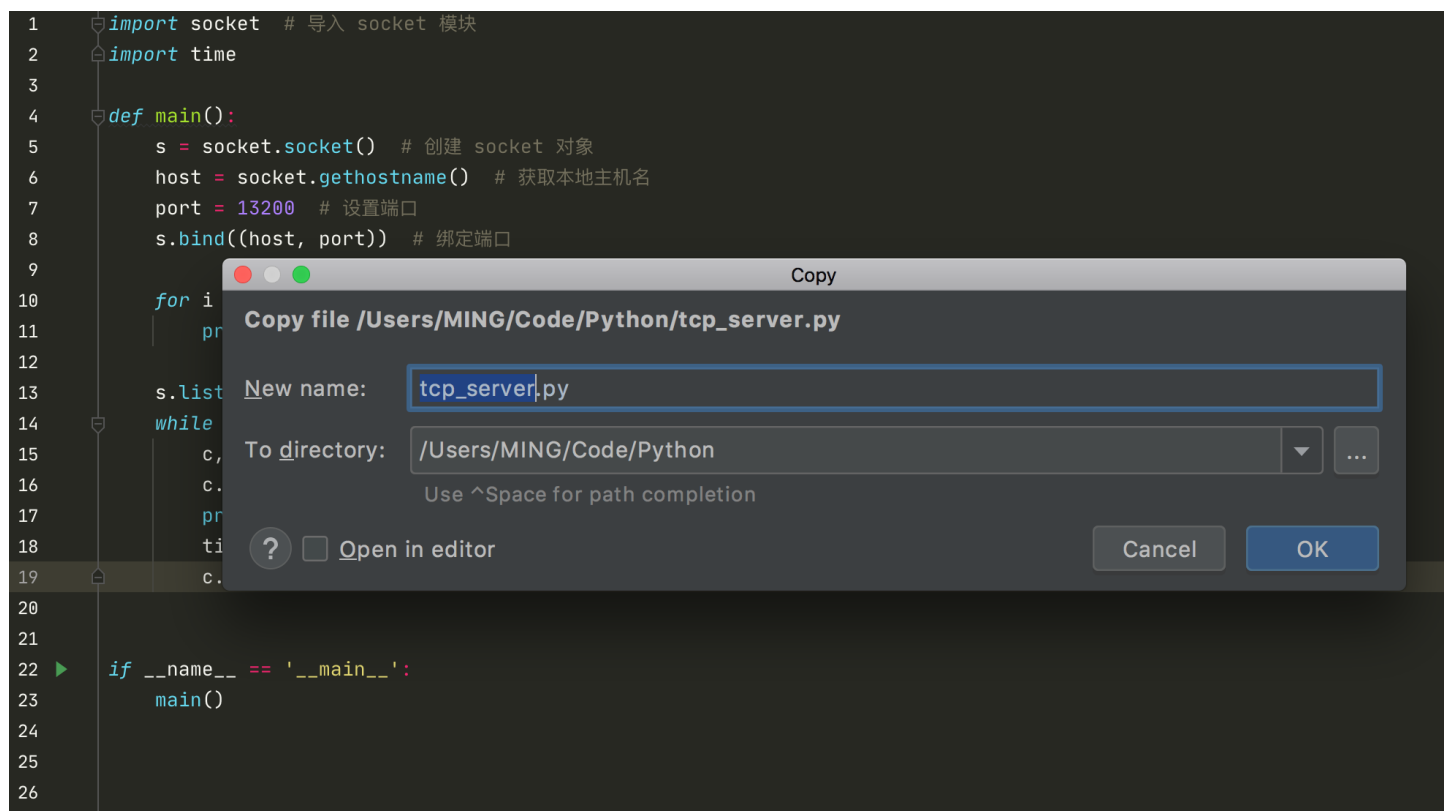 1 import socket # 导入 socket 模块
2 import time
3
4 def main():
5 s = socket.socket() # 创建 socket 对象
6 host = socket.gethostname() # 获取本地主机名
7 port = 13200 # 设置端口
8 s.bind((host, port)) # 绑定端口
9
10 for i
11 pr
12
13 s.list
14 while
15 c,
16 c.
17 pr
18 ti
19 c.
Copy
Copy file /Users/MING/Code/Python/tcp_server.py
New name: tcp_server.py
To directory: /Users/MING/Code/Python ...
Use ^Space for path completion
? Open in editor Cancel OK
20
21
22 if __name__ == '__main__':
23 main()
24
25
26